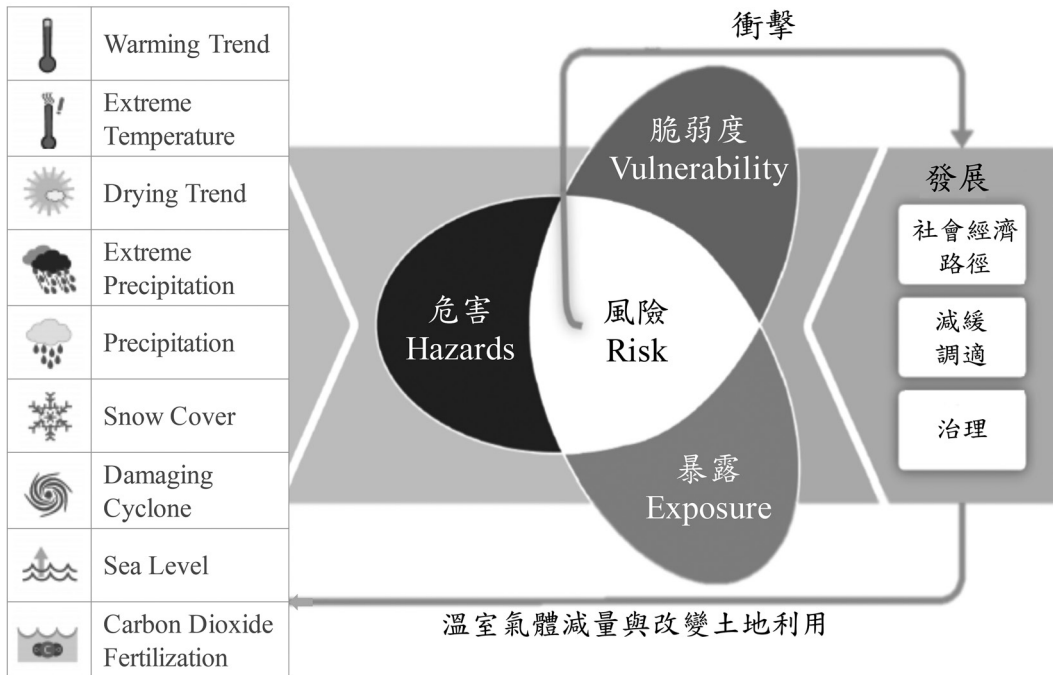 Warming Trend
Extreme
Temperature
Drying Trend
Extreme
Precipitation
Precipitation
Snow Cover
Damaging
Cyclone
Sea Level
Carbon Dioxide
Fertilization
衝擊
脆弱度
Vulnerability
危害
Hazards
風險
Risk
暴露
Exposure
發展
社會經濟
路徑
減緩
調適
治理
溫室氣體減量與改變土地利用